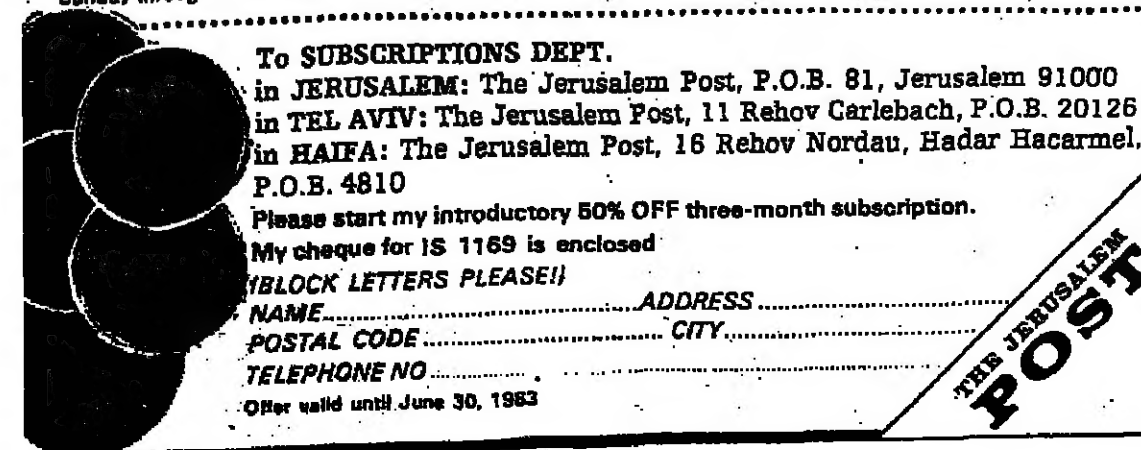 To SUBSCRIPTIONS DEPT.
in JERUSALEM: The Jerusalem Post, P.O.B. 81, Jerusalem 91000
in TEL AVIV: The Jerusalem Post, 11 Rehov Carlebach, P.O.B. 20126
in HAIFA: The Jerusalem Post, 16 Rehov Nordau, Hadar Hacarmel,
P.O.B. 4810
Please start my introductory 50% OFF three-month subscription.
My cheque for IS 1169 is enclosed
(BLOCK LETTERS PLEASE!)
NAME.................................ADDRESS.................................
POSTAL CODE................................. CITY.................................
TELEPHONE NO.................................
Offer valid until June 30, 1983
THE JERUSALEM
POST